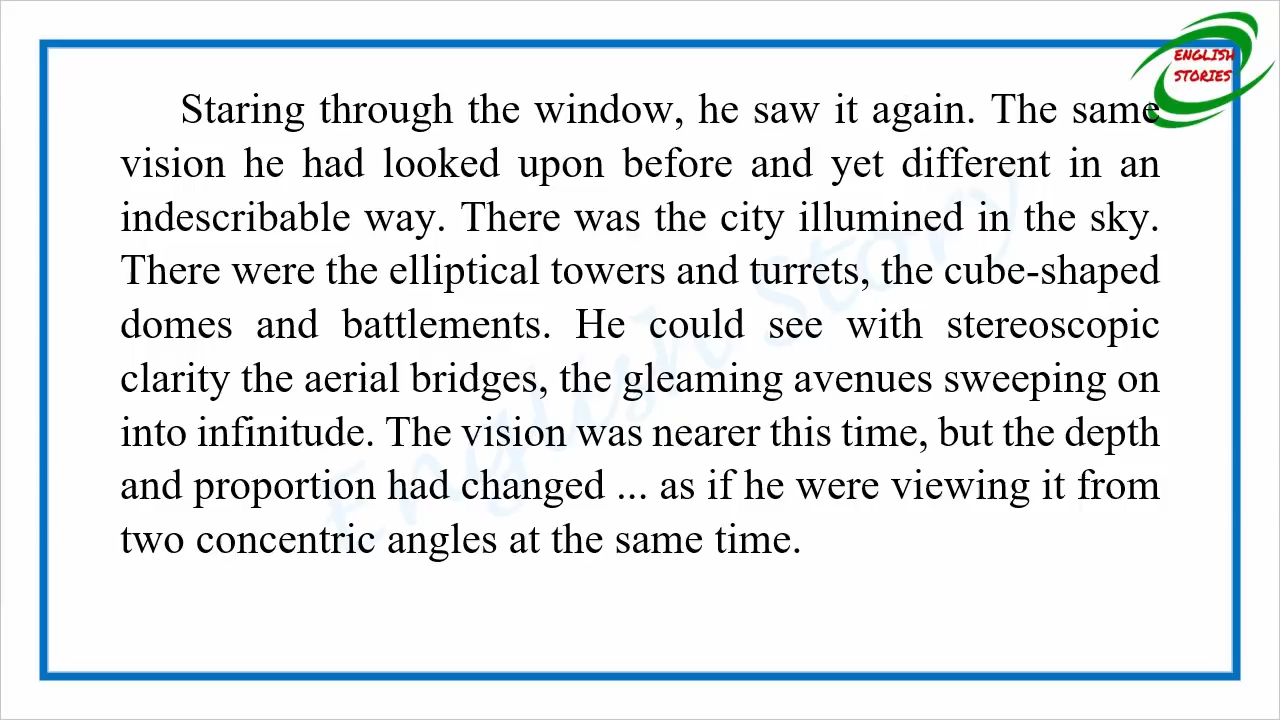 ENGLISH
STORIES
Staring through the window, he saw it again. The same
vision he had looked upon before and yet different in an
indescribable way. There was the city illumined in the sky.
There were the elliptical towers and turrets, the cube-shaped
domes and battlements. He could see with stereoscopic
clarity the aerial bridges, the gleaming avenues sweeping on
into infinitude. The vision was nearer this time, but the depth
and proportion had changed ... as if he were viewing it from
two concentric angles at the same time.
English Story